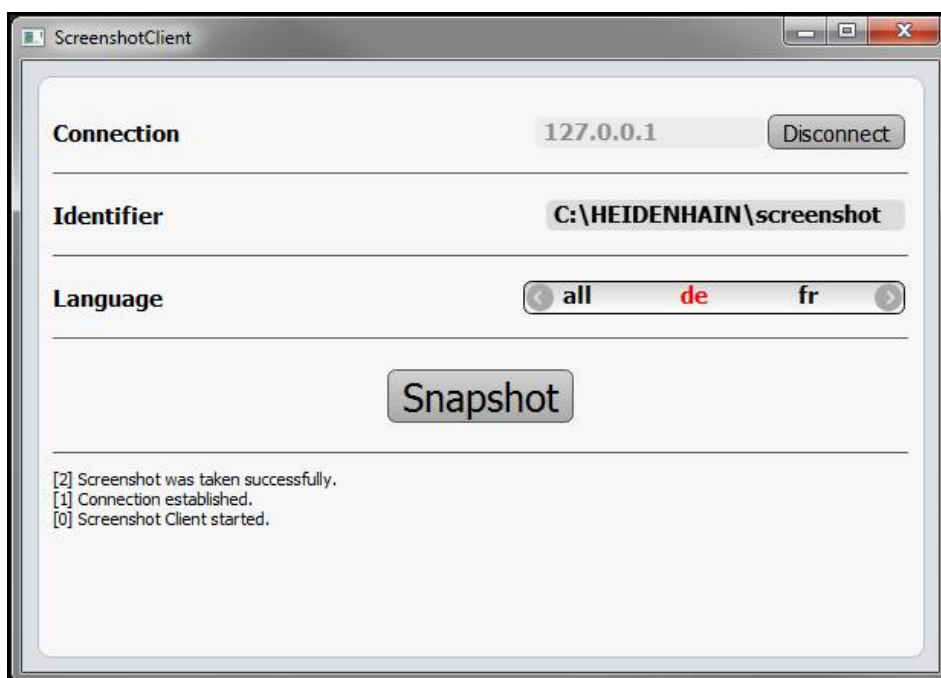 ScreenshotClient
Connection 127.0.0.1 Disconnect
Identifier C:\HEIDENHAIN\screenshot
Language all de fr
Snapshot
[2] Screenshot was taken successfully.
[1] Connection established.
[0] Screenshot Client started.